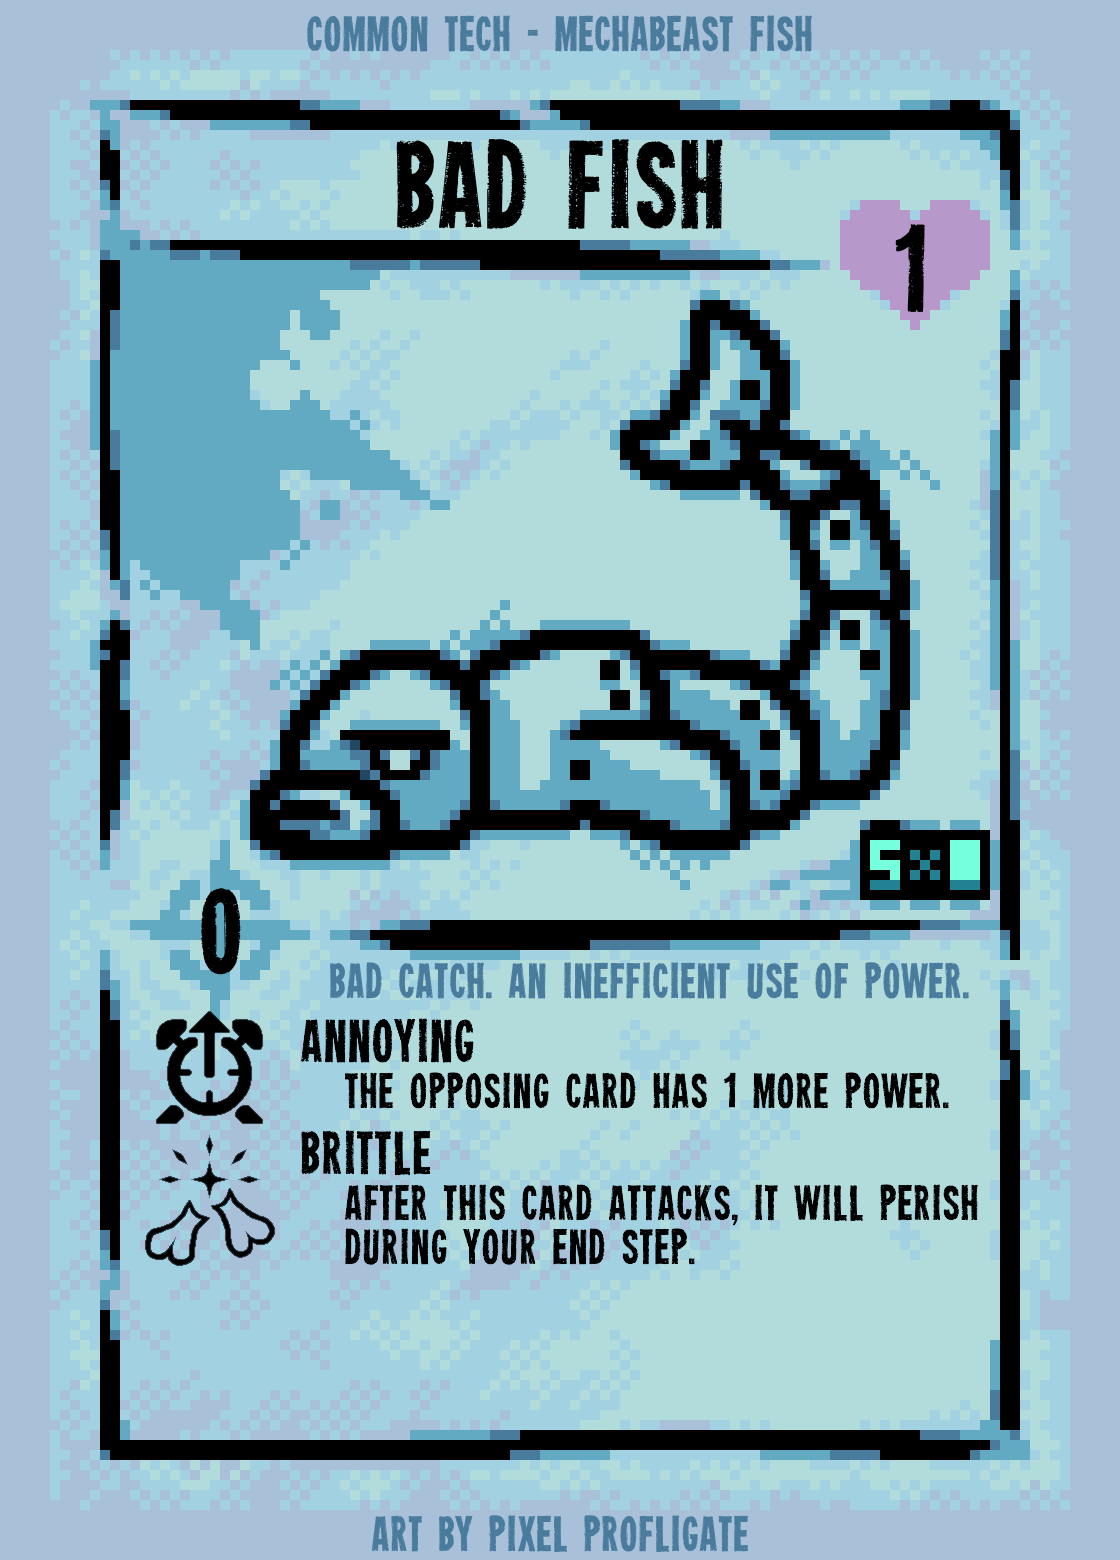 COMMON TECH - MECHABEAST FISH
BAD FISH
1
5x
0
BAD CATCH. AN INEFFICIENT USE OF POWER.
ANNOYING
THE OPPOSING CARD HAS 1 MORE POWER.
BRITTLE
AFTER THIS CARD ATTACKS, IT WILL PERISH
DURING YOUR END STEP.
ART BY PIXEL PROFLIGATE